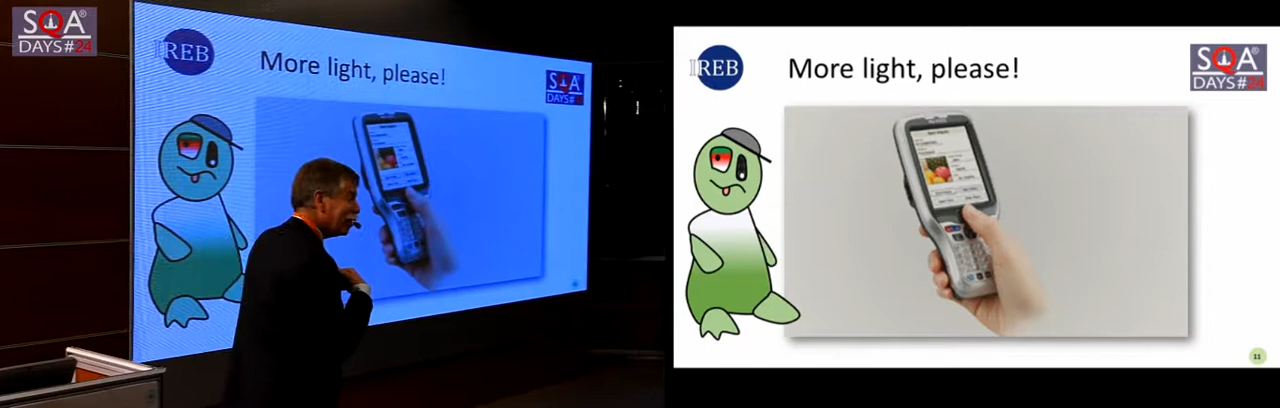 SQA®
DAYS#24
IREB
More light, please!
SQA®
DAYS#24
IREB
More light, please!
SQA®
DAYS#24
11